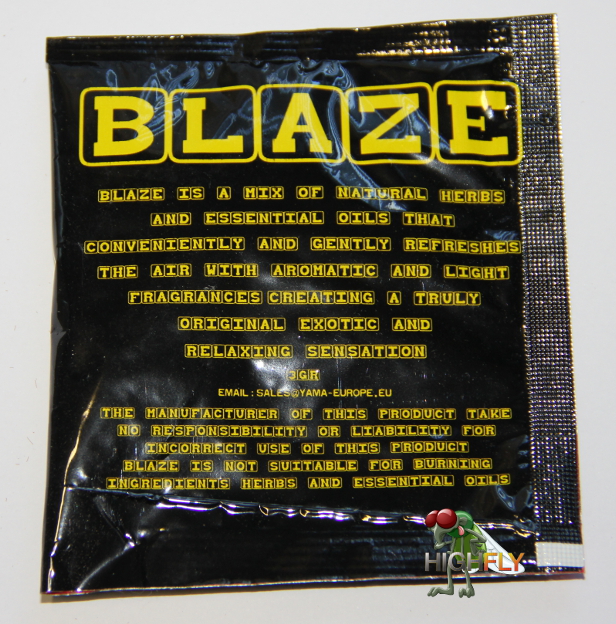 BLAZE
BLAZE IS A MIX OF NATURAL HERBS
AND ESSENTIAL OILS THAT
CONVENIENTLY AND GENTLY REFRESHES
THE AIR WITH AROMATIC AND LIGHT
FRAGRANCES CREATING A TRULY
ORIGINAL EXOTIC AND
RELAXING SENSATION
3GR
EMAIL:SALES@YAMA-EUROPE.EU
THE MANUFACTURER OF THIS PRODUCT TAKE
NO RESPONSIBILITY OR LIABILITY FOR
INCORRECT USE OF THIS PRODUCT
BLAZE IS NOT SUITABLE FOR BURNING
INGREDIENTS HERBS AND ESSENTIAL OILS
HIGHFLY